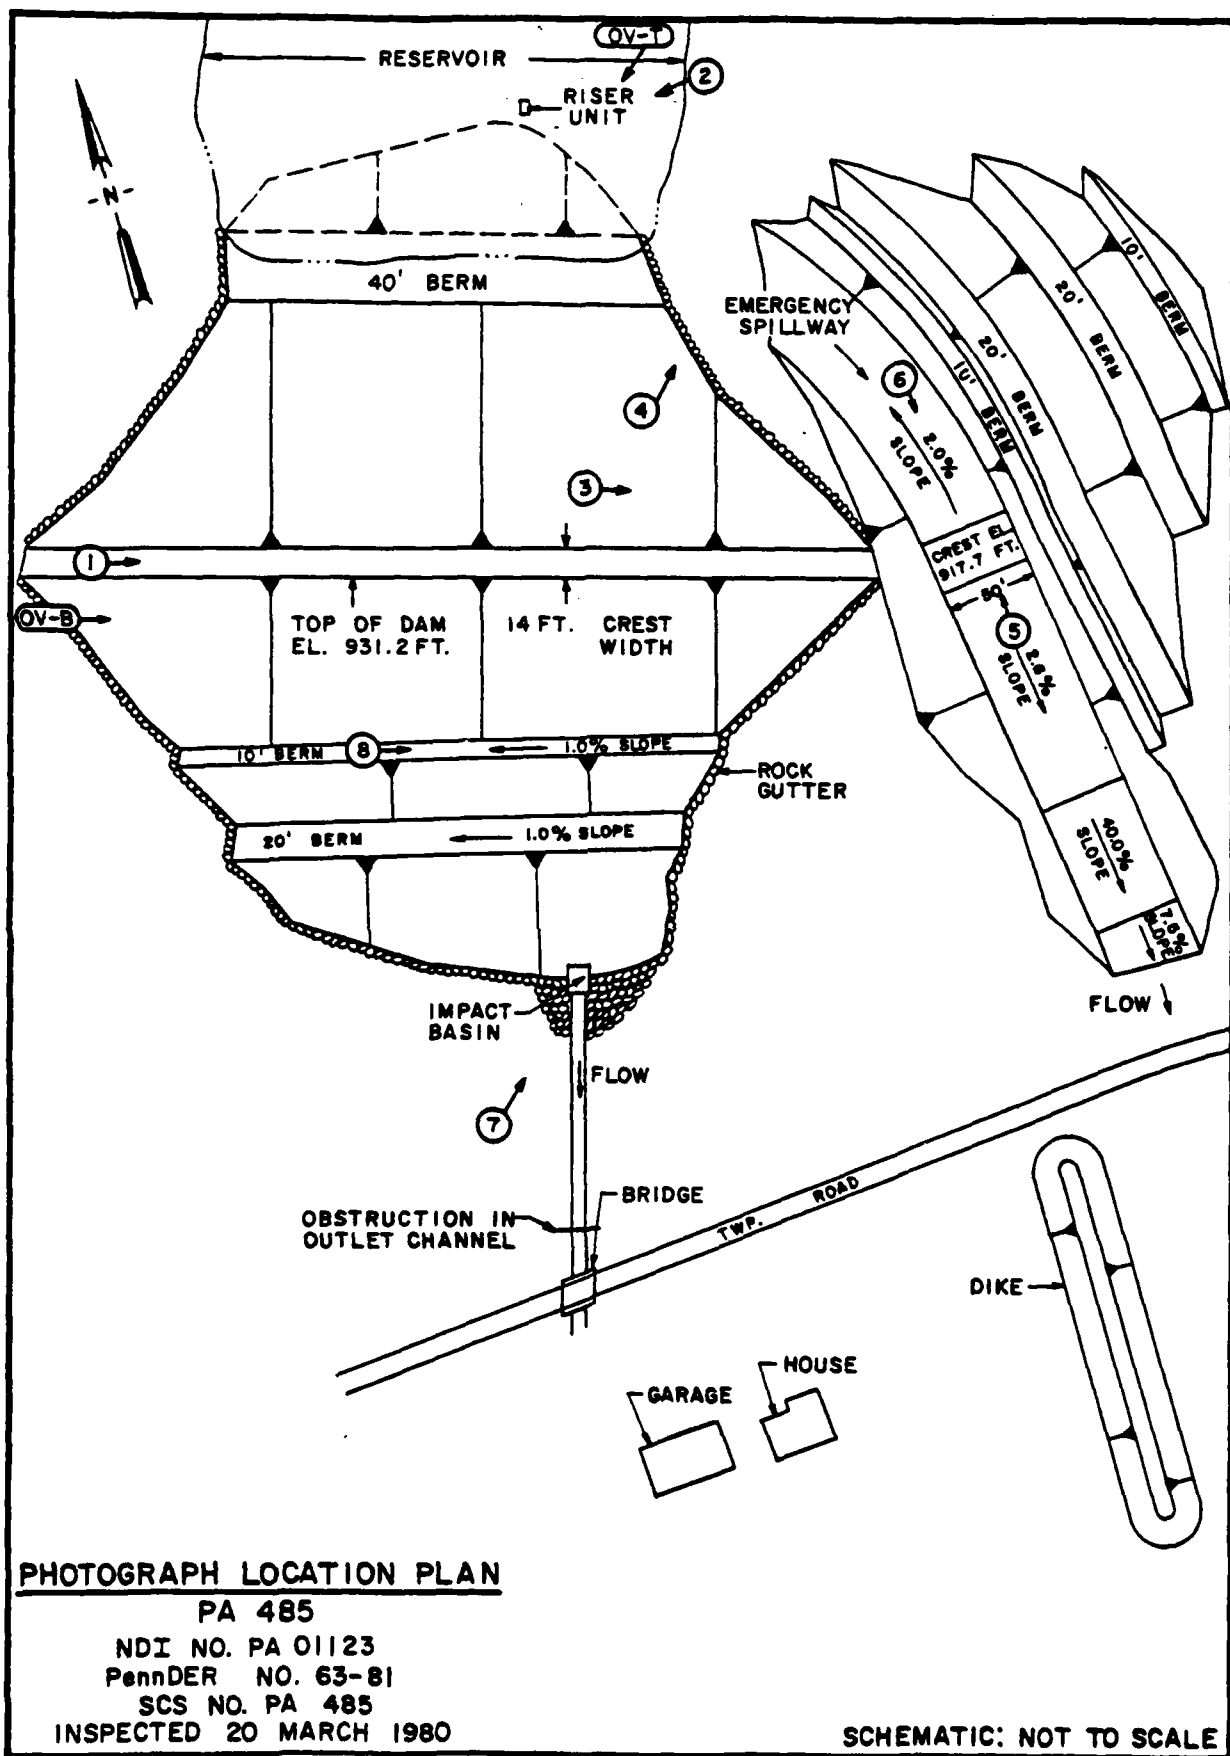 OV-T
RESERVOIR
2
RISER
UNIT
-N-
40' BERM
EMERGENCY
SPILLWAY
10'
BERM
20'
BERM
20'
BERM
10'
BERM
6
2.0%
SLOPE
4
3
CREST EL.
917.7 FT.
1
50'
OV-B
TOP OF DAM
EL. 931.2 FT.
14 FT. CREST
WIDTH
5
SLOPE
10' BERM
8
1.0% SLOPE
ROCK
GUTTER
20' BERM
1.0% SLOPE
40.0%
SLOPE
SLOPE
IMPACT
BASIN
FLOW
FLOW
7
BRIDGE
TWP. ROAD
OBSTRUCTION IN
OUTLET CHANNEL
DIKE
HOUSE
GARAGE
PHOTOGRAPH LOCATION PLAN
PA 485
NDI NO. PA 01123
PennDER NO. 63-81
SCS NO. PA 485
INSPECTED 20 MARCH 1980
SCHEMATIC: NOT TO SCALE